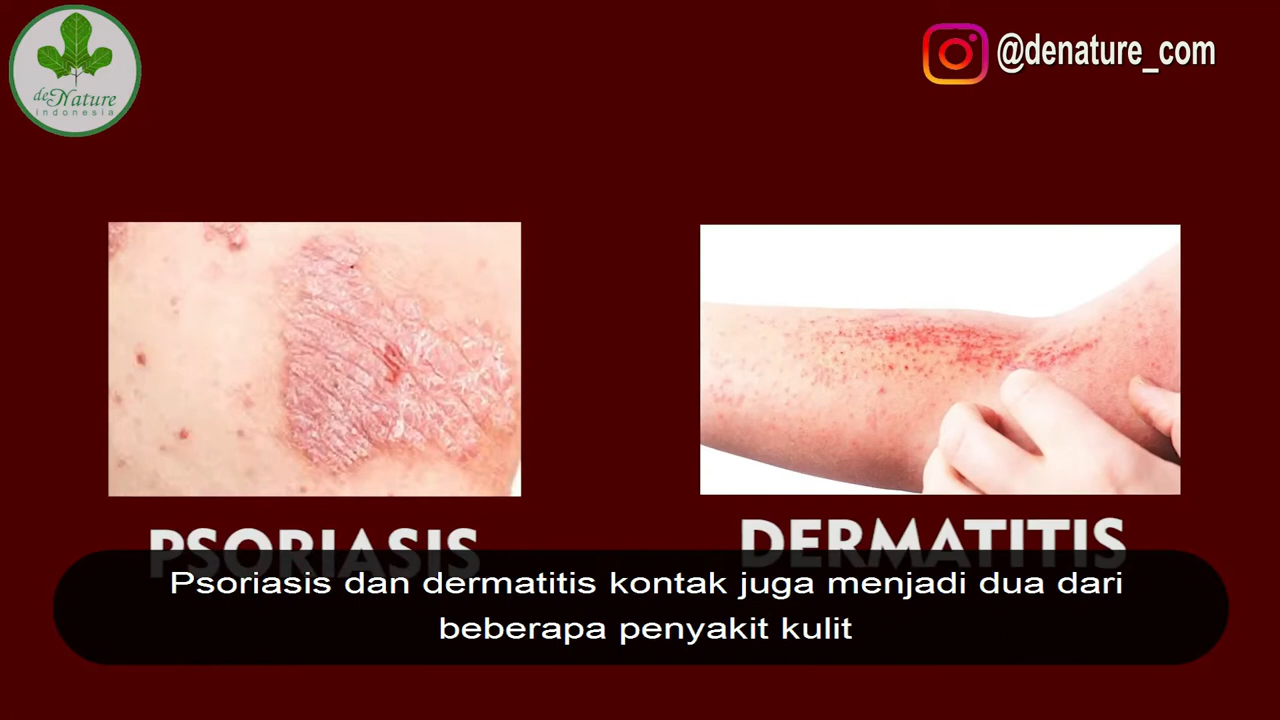 deNature
indonesia
@denature_com
PSORIASIS
DERMATITIS
Psoriasis dan dermatitis kontak juga menjadi dua dari
beberapa penyakit kulit